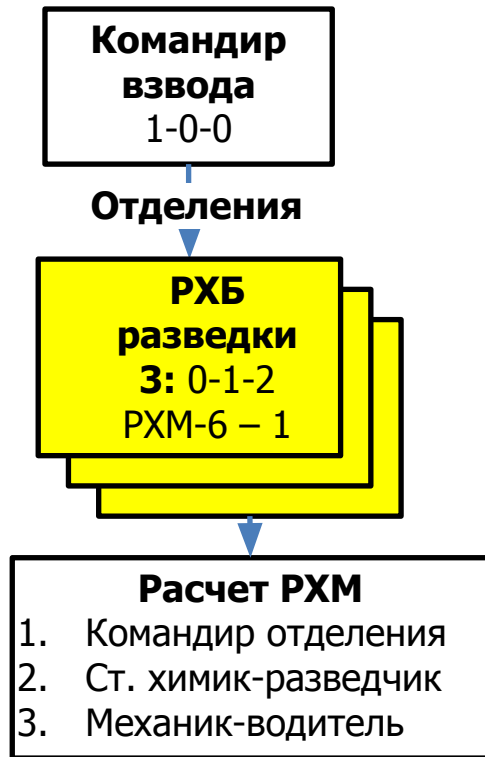 Командир
взвода
1-0-0
Отделения
РХБ
разведки
3: 0-1-2
РХМ-6 – 1
Расчет РХМ
1. Командир отделения
2. Ст. химик-разведчик
3. Механик-водитель